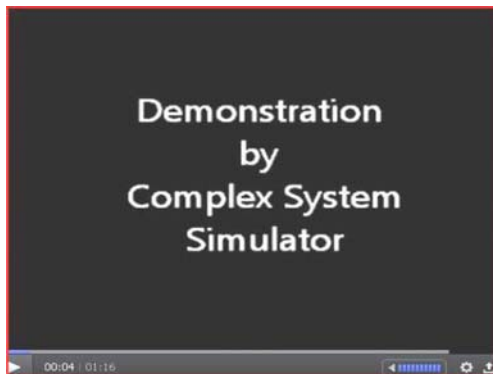 Demonstration
by
Complex System
Simulator
00:04 01:16